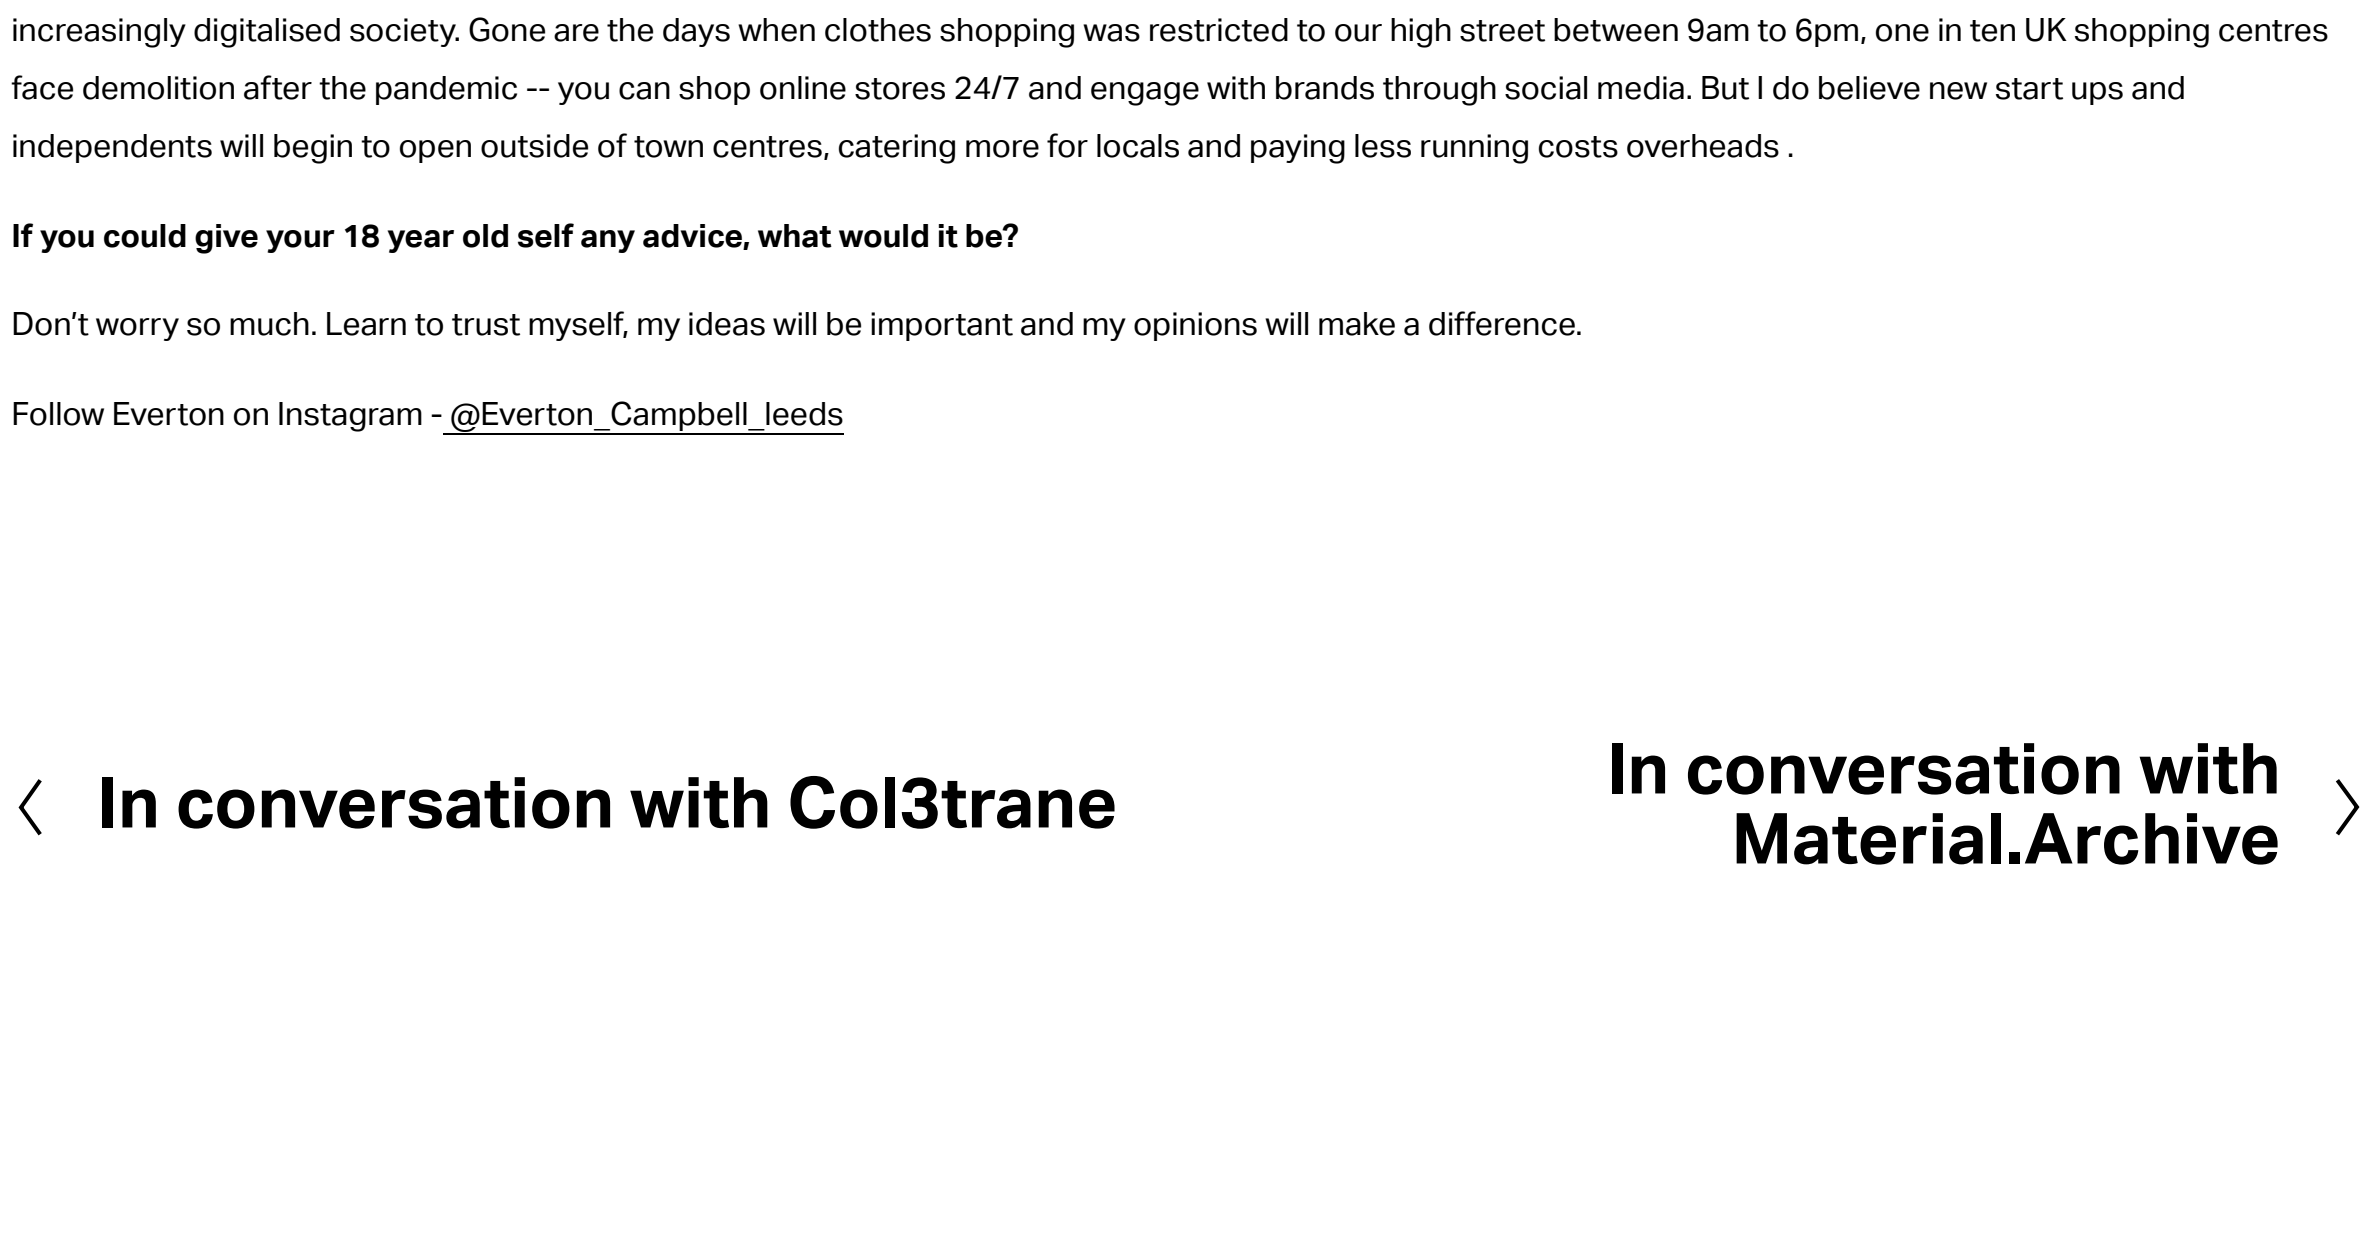 increasingly digitalised society. Gone are the days when clothes shopping was restricted to our high street between 9am to 6pm, one in ten UK shopping centres
face demolition after the pandemic -- you can shop online stores 24/7 and engage with brands through social media. But I do believe new start ups and
independents will begin to open outside of town centres, catering more for locals and paying less running costs overheads .
If you could give your 18 year old self any advice, what would it be?
Don’t worry so much. Learn to trust myself, my ideas will be important and my opinions will make a difference.
Follow Everton on Instagram - @Everton_Campbell_leeds
In conversation with Col3trane
In conversation with
Material.Archive